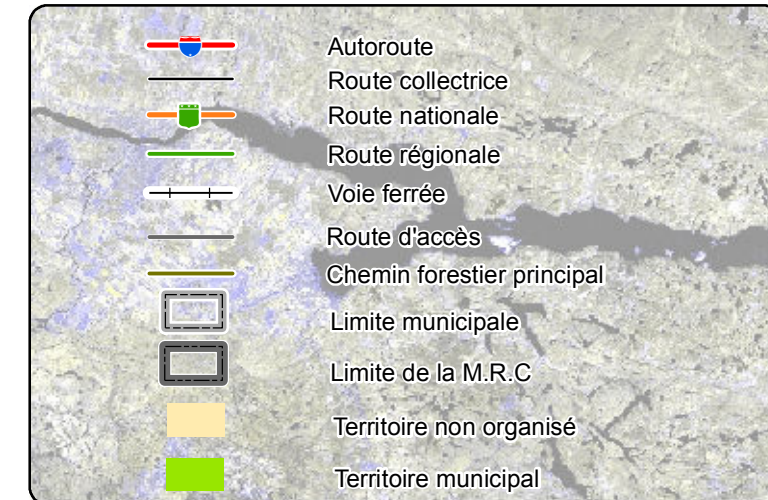 Autoroute
Route collectrice
Route nationale
Route régionale
Voie ferrée
Route d'accès
Chemin forestier principal
Limite municipale
Limite de la M.R.C
Territoire non organisé
Territoire municipal